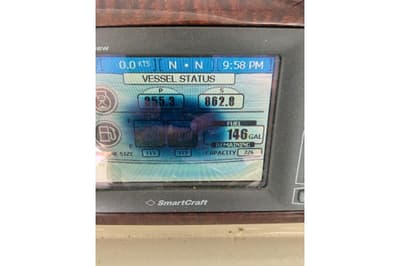 0.0 KTS N • N 9:58 PM
VESSEL STATUS
P S
855.3 862.8
FUEL
146 GAL
REMAINING
CAPACITY
SmartCraft